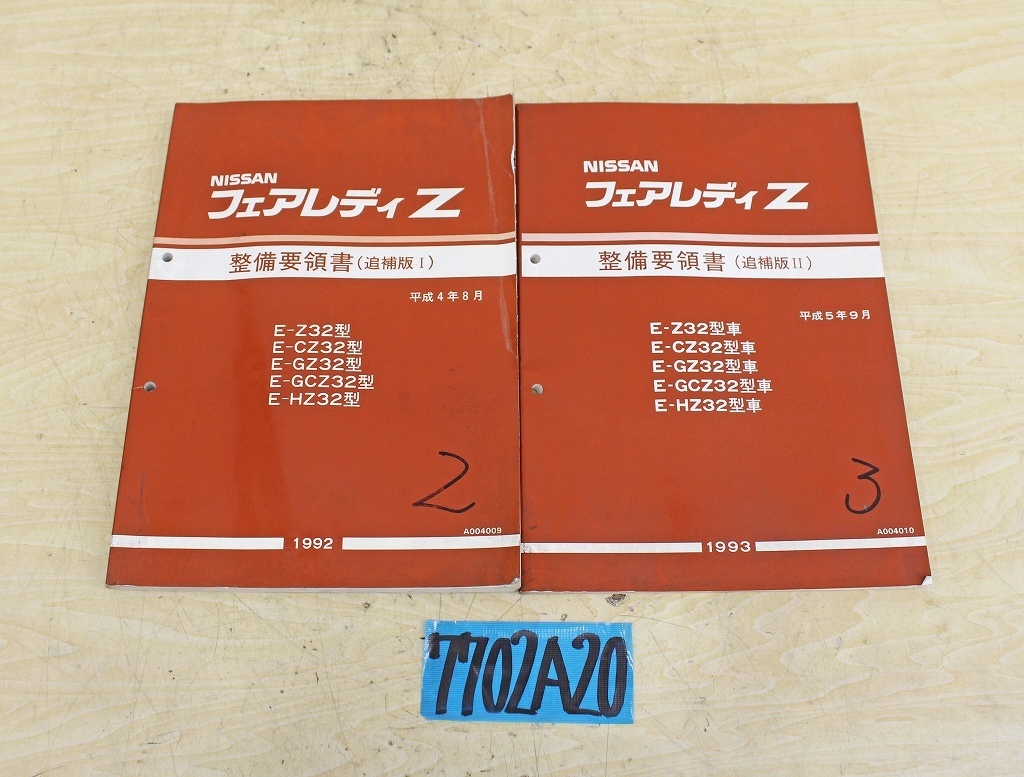 NISSAN
フェアレディZ
整備要領書(追補版 I)
平成4年8月
E-Z32型
E-CZ32型
E-GZ32型
E-GCZ32型
E-HZ32型
2
A004009
1992
NISSAN
フェアレディZ
整備要領書(追補版II)
平成5年9月
E-Z32型車
E-CZ32型車
E-GZ32型車
E-GCZ32型車
E-HZ32型車
3
A004010
1993
7702A20